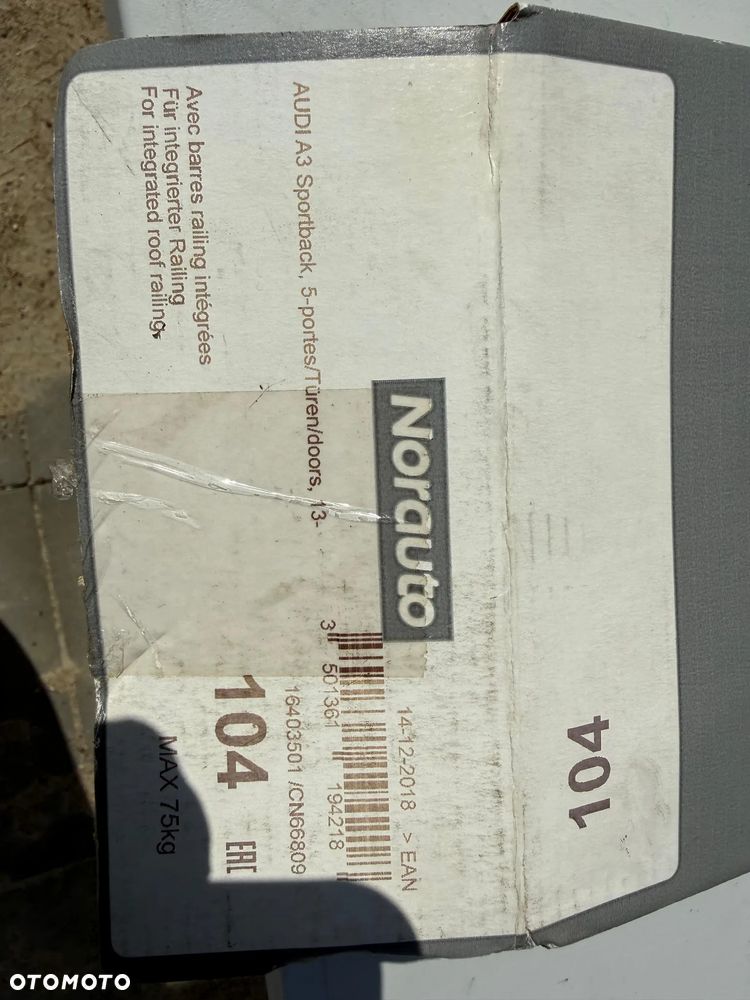 104
Norauto
AUDI A3 Sportback, 5-portes/Türen/doors, 13-
Avec barres railing intégrées
Für integrierter Railing
For integrated roof railing,
14-12-2018 > EAN
3 501361 194218
16403501 /CN66809
104 EAC
MAX 75kg
OTOMOTO